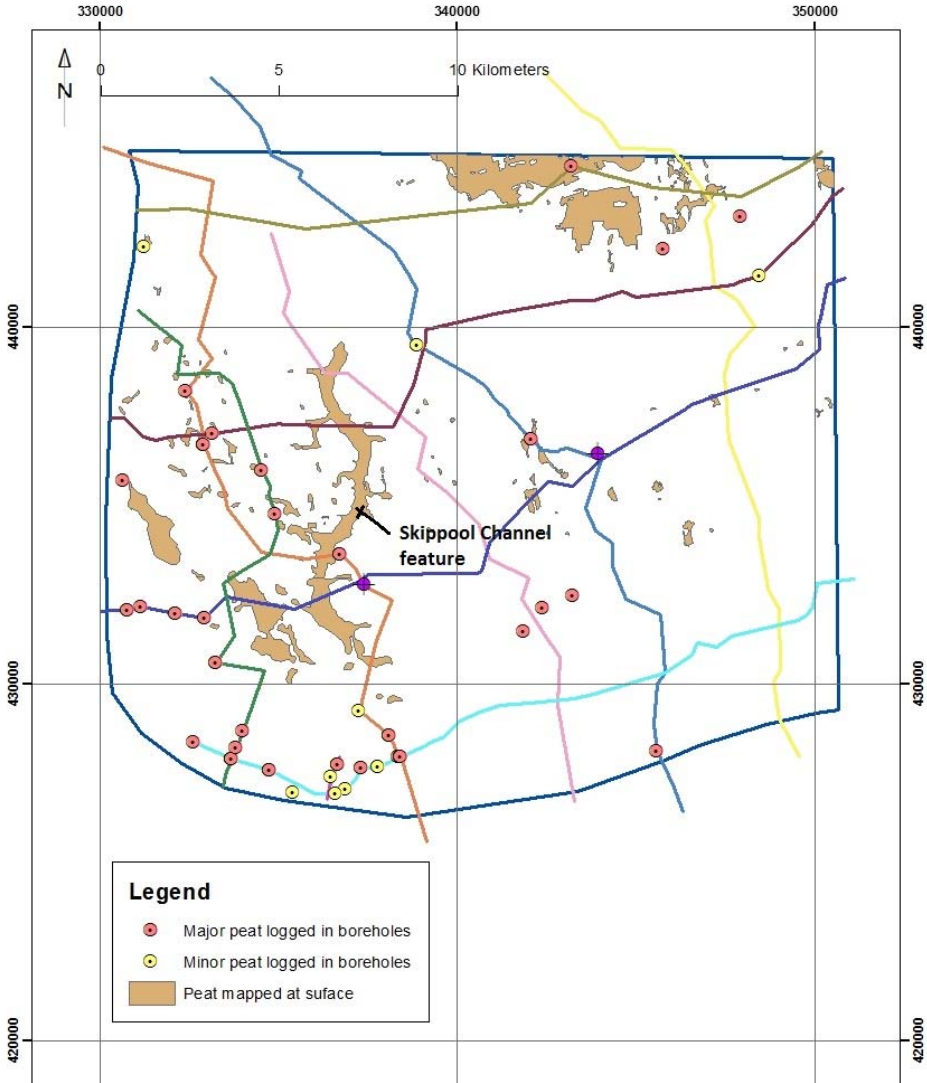 330000
340000
350000
N
0
5
10 Kilometers
440000
440000
Skippool Channel
feature
430000
430000
Legend
Major peat logged in boreholes
Minor peat logged in boreholes
Peat mapped at suface
420000
420000